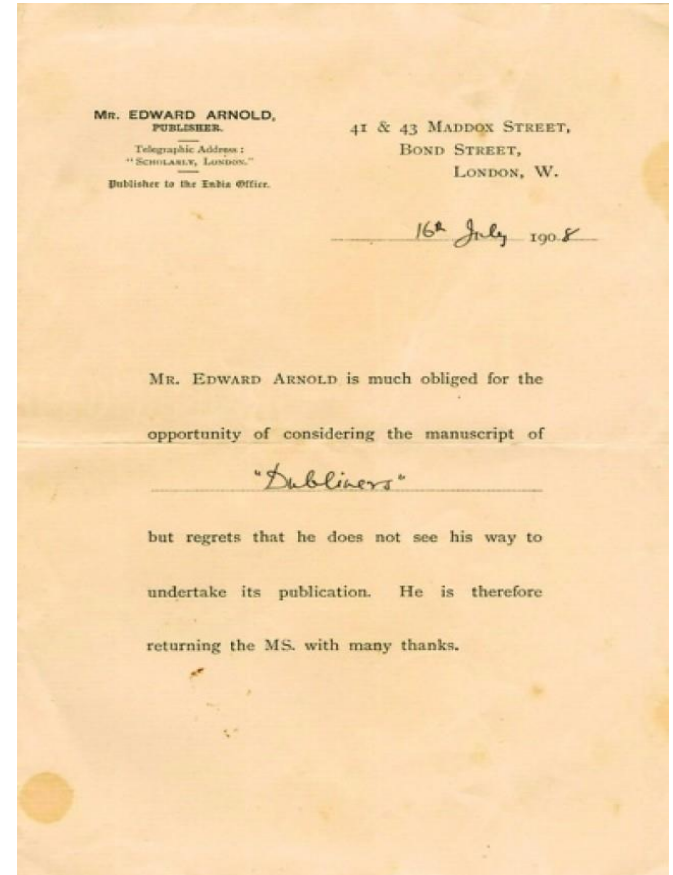 MR. EDWARD ARNOLD,
PUBLISHER.
Telegraphic Address:
"SCHOLARLY, LONDON."
Publisher to the India Office.
41 & 43 MADDOX STREET,
BOND STREET,
LONDON, W.
16th July 1908
MR. EDWARD ARNOLD is much obliged for the
opportunity of considering the manuscript of
"Dubliners"
but regrets that he does not see his way to
undertake its publication. He is therefore
returning the MS. with many thanks.